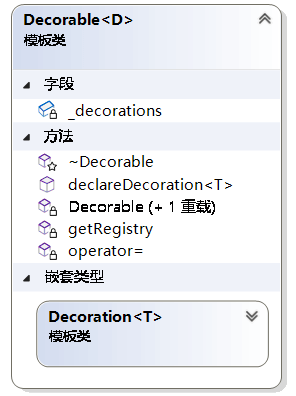 Decorable<D>
模板类
字段
_decorations
方法
~Decorable
declareDecoration<T>
Decorable (+ 1 重载)
getRegistry
operator=
嵌套类型
Decoration<T>
模板类